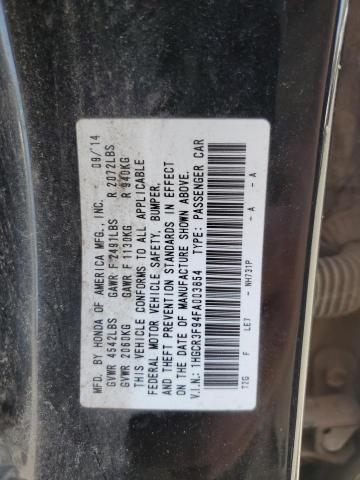 MFD. BY HONDA OF AMERICA MFG., INC. 09/14
GVWR 4542LBS GAWR F 2491LBS R 2072LBS
GVWR 2060KG GAWR F 1130KG R 940KG
THIS VEHICLE CONFORMS TO ALL APPLICABLE
FEDERAL MOTOR VEHICLE SAFETY, BUMPER,
AND THEFT PREVENTION STANDARDS IN EFFECT
ON THE DATE OF MANUFACTURE SHOWN ABOVE.
V.I.N.: 1HGCR3F94FA003654 TYPE: PASSENGER CAR
T2G F LE7 - NH731P - A - A